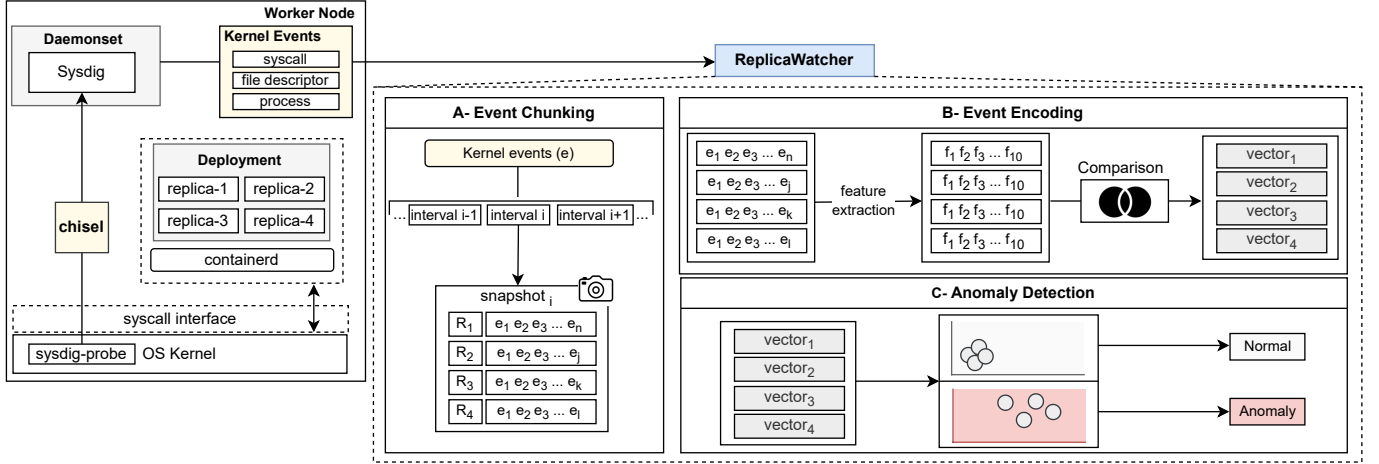 Worker Node
Daemonset
Sysdig
Kernel Events
syscall
file descriptor
process
Deployment
replica-1 replica-2
replica-3 replica-4
chisel
containerd
syscall interface
sysdig-probe OS Kernel
ReplicaWatcher
A- Event Chunking
Kernel events (e)
... interval i-1 interval i interval i+1 ...
snapshot i
R1 e1 e2 e3 ... en
R2 e1 e2 e3 ... ej
R3 e1 e2 e3 ... ek
R4 e1 e2 e3 ... el
B- Event Encoding
e1 e2 e3 ... en
e1 e2 e3 ... ej
e1 e2 e3 ... ek
e1 e2 e3 ... el
feature
extraction
f1 f2 f3 ... f10
f1 f2 f3 ... f10
f1 f2 f3 ... f10
f1 f2 f3 ... f10
Comparison
vector1
vector2
vector3
vector4
C- Anomaly Detection
vector1
vector2
vector3
vector4
Normal
Anomaly